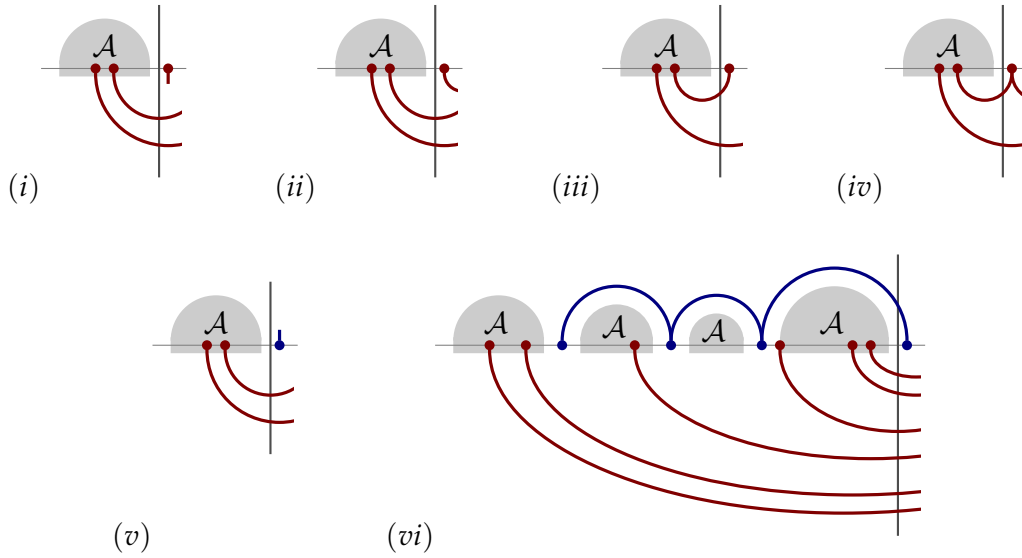 𝒜 𝒜 𝒜 𝒜
(i) (ii) (iii) (iv)
𝒜 𝒜 𝒜 𝒜 𝒜
(v) (vi)